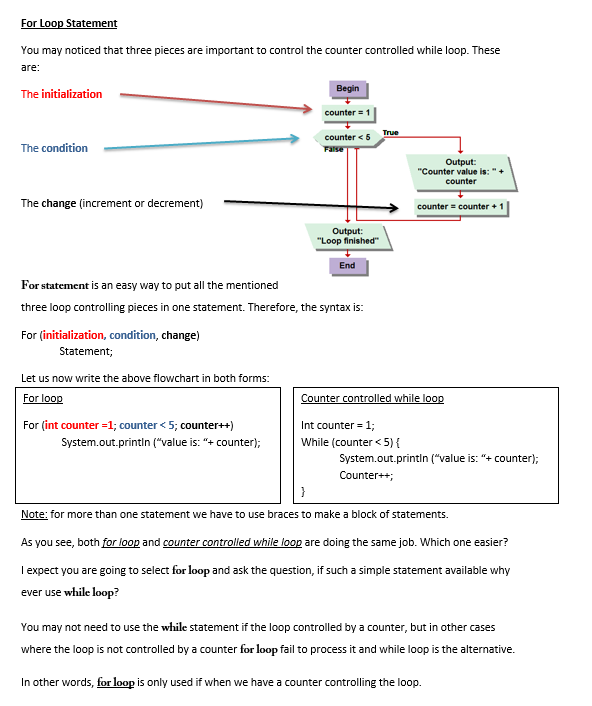 For Loop Statement
You may noticed that three pieces are important to control the counter controlled while loop. These
are:
The initialization
The condition
The change (increment or decrement)
Begin
counter = 1
counter < 5
True
False
Output:
"Counter value is: " +
counter
counter = counter + 1
Output:
"Loop finished"
End
For statement is an easy way to put all the mentioned
three loop controlling pieces in one statement. Therefore, the syntax is:
For (initialization, condition, change)
Statement;
Let us now write the above flowchart in both forms:
For loop
For (int counter =1; counter < 5; counter++)
System.out.println (“value is: “+ counter);
Counter controlled while loop
Int counter = 1;
While (counter < 5) {
System.out.println (“value is: “+ counter);
Counter++;
}
Note: for more than one statement we have to use braces to make a block of statements.
As you see, both for loop and counter controlled while loop are doing the same job. Which one easier?
I expect you are going to select for loop and ask the question, if such a simple statement available why
ever use while loop?
You may not need to use the while statement if the loop controlled by a counter, but in other cases
where the loop is not controlled by a counter for loop fail to process it and while loop is the alternative.
In other words, for loop is only used if when we have a counter controlling the loop.